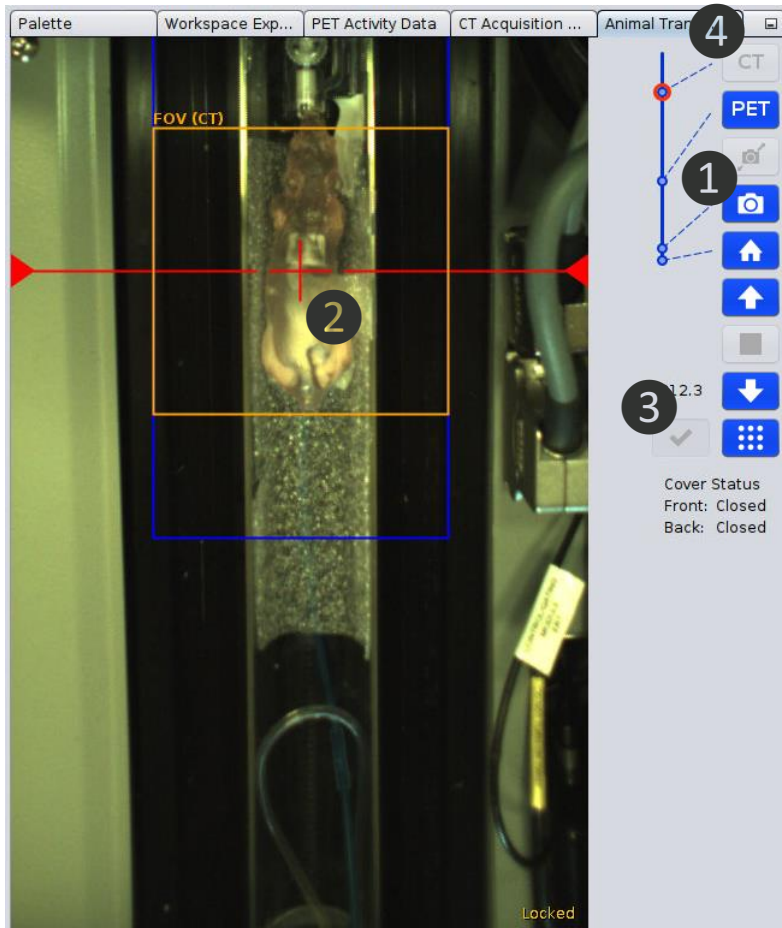 Palette
Workspace Exp...
PET Activity Data
CT Acquisition ...
Animal Tran
4
CT
FOV (CT)
PET
1
2
12.3
3
Cover Status
Front: Closed
Back: Closed
Locked